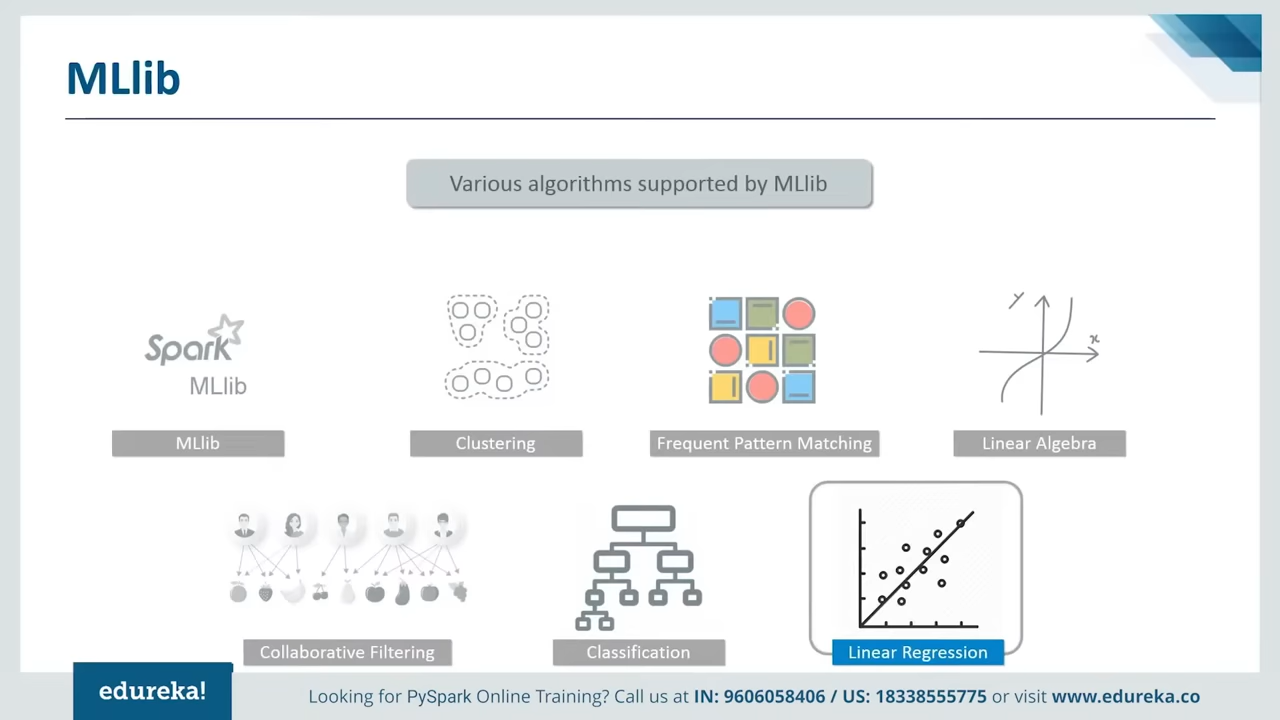 MLlib
Various algorithms supported by MLlib
Spark
MLlib
y
x
MLlib
Clustering
Frequent Pattern Matching
Linear Algebra
Collaborative Filtering
Classification
Linear Regression
edureka!
Looking for PySpark Online Training? Call us at IN: 9606058406 / US: 18338555775 or visit www.edureka.co